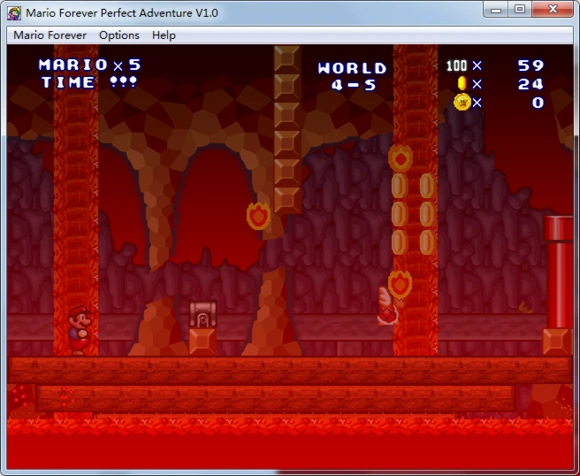 Mario Forever Perfect Adventure V1.0
Mario Forever Options Help
MARIO×5
TIME !!!
WORLD
4-S
100 × 59
× 24
× 0